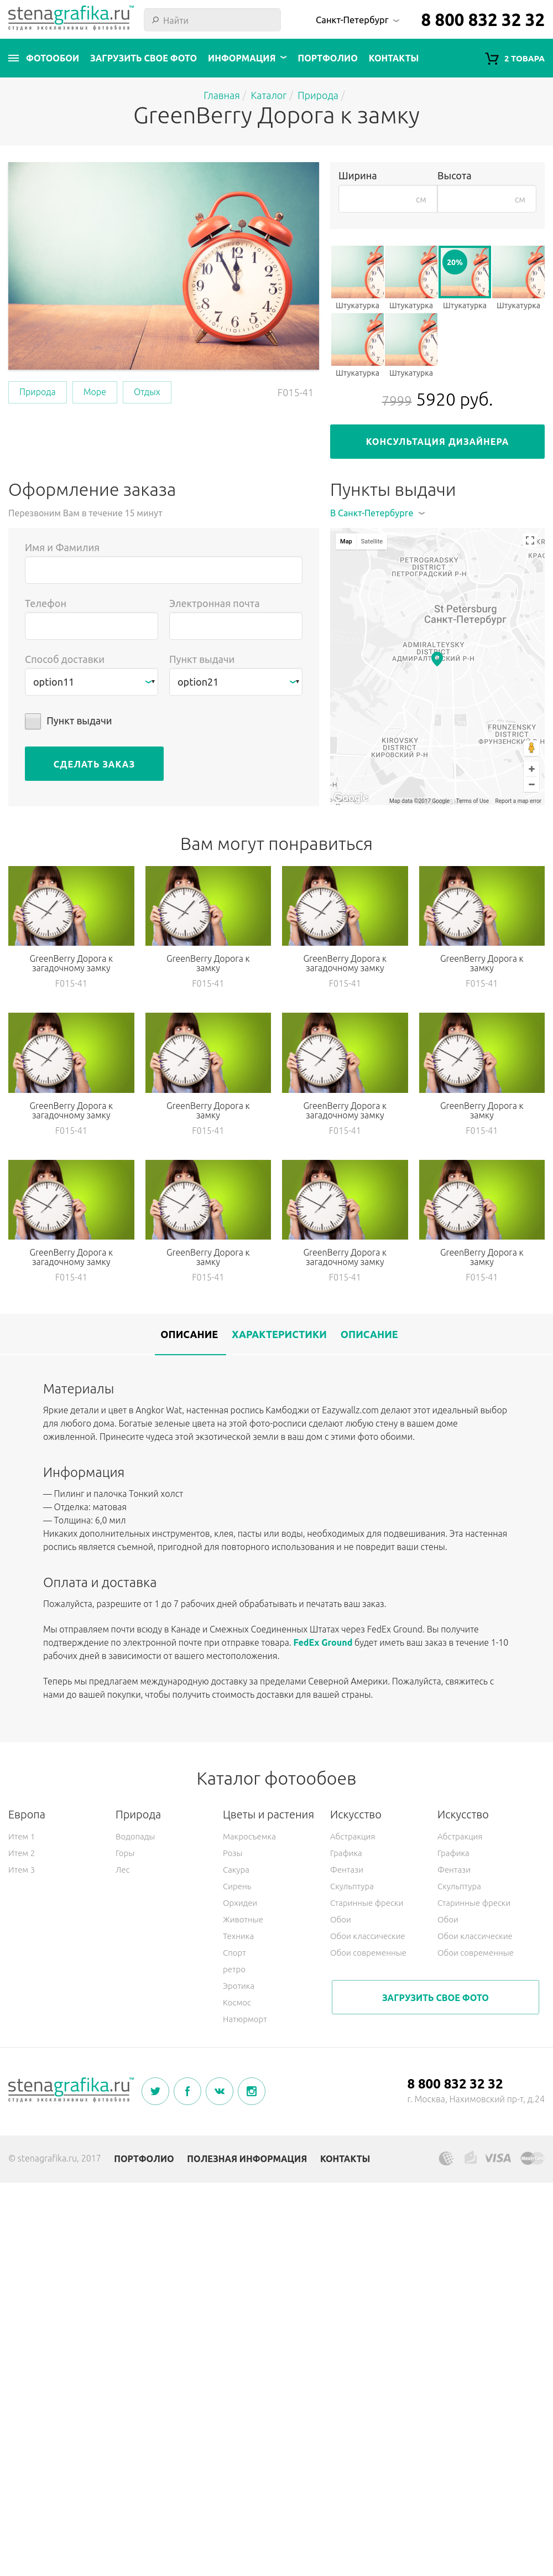 stenagrafika.ru™
студия эксклюзивных фотообоев
Найти
Санкт-Петербург
8 800 832 32 32
ФОТООБОИ ЗАГРУЗИТЬ СВОЕ ФОТО ИНФОРМАЦИЯ ПОРТФОЛИО КОНТАКТЫ
2 ТОВАРА
Главная / Каталог / Природа /
GreenBerry Дорога к замку
Ширина Высота
см см
20%
Штукатурка Штукатурка Штукатурка Штукатурка
Штукатурка Штукатурка
Природа Море Отдых F015-41
7999 5920 руб.
КОНСУЛЬТАЦИЯ ДИЗАЙНЕРА
Оформление заказа
Перезвоним Вам в течение 15 минут
Имя и Фамилия
Телефон Электронная почта
Способ доставки Пункт выдачи
option11 option21
Пункт выдачи
СДЕЛАТЬ ЗАКАЗ
Пункты выдачи
В Санкт-Петербурге
Map Satellite
KR
КРАС
PETROGRADSKY
DISTRICT
ПЕТРОГРАДСКИЙ Р-Н
St Petersburg
Санкт-Петербург
ADMIRALTEYSKY
DISTRICT
АДМИРАЛТЕЙСКИЙ Р-Н
FRUNZENSKY
DISTRICT
ФРУНЗЕНСКИЙ Р-Н
KIROVSKY
DISTRICT
КИРОВСКИЙ Р-Н
Google
Map data ©2017 Google Terms of Use Report a map error
Вам могут понравиться
GreenBerry Дорога к загадочному замку
F015-41
GreenBerry Дорога к замку
F015-41
GreenBerry Дорога к загадочному замку
F015-41
GreenBerry Дорога к замку
F015-41
GreenBerry Дорога к загадочному замку
F015-41
GreenBerry Дорога к замку
F015-41
GreenBerry Дорога к загадочному замку
F015-41
GreenBerry Дорога к замку
F015-41
GreenBerry Дорога к загадочному замку
F015-41
GreenBerry Дорога к замку
F015-41
GreenBerry Дорога к загадочному замку
F015-41
GreenBerry Дорога к замку
F015-41
ОПИСАНИЕ ХАРАКТЕРИСТИКИ ОПИСАНИЕ
Материалы
Яркие детали и цвет в Angkor Wat, настенная роспись Камбоджи от Eazywallz.com делают этот идеальный выбор
для любого дома. Богатые зеленые цвета на этой фото-росписи сделают любую стену в вашем доме
оживленной. Принесите чудеса этой экзотической земли в ваш дом с этими фото обоими.
Информация
— Пилинг и палочка Тонкий холст
— Отделка: матовая
— Толщина: 6,0 мил
Никаких дополнительных инструментов, клея, пасты или воды, необходимых для подвешивания. Эта настенная
роспись является съемной, пригодной для повторного использования и не повредит ваши стены.
Оплата и доставка
Пожалуйста, разрешите от 1 до 7 рабочих дней обрабатывать и печатать ваш заказ.
Мы отправляем почти всюду в Канаде и Смежных Соединенных Штатах через FedEx Ground. Вы получите
подтверждение по электронной почте при отправке товара. FedEx Ground будет иметь ваш заказ в течение 1-10
рабочих дней в зависимости от вашего местоположения.
Теперь мы предлагаем международную доставку за пределами Северной Америки. Пожалуйста, свяжитесь с
нами до вашей покупки, чтобы получить стоимость доставки для вашей страны.
Каталог фотообоев
Европа
Итем 1
Итем 2
Итем 3
Природа
Водопады
Горы
Лес
Цветы и растения
Макросъемка
Розы
Сакура
Сирень
Орхидеи
Животные
Техника
Спорт
ретро
Эротика
Космос
Натюрморт
Искусство
Абстракция
Графика
Фентази
Скульптура
Старинные фрески
Обои
Обои классические
Обои современные
Искусство
Абстракция
Графика
Фентази
Скульптура
Старинные фрески
Обои
Обои классические
Обои современные
ЗАГРУЗИТЬ СВОЕ ФОТО
stenagrafika.ru™
студия эксклюзивных фотообоев
8 800 832 32 32
г. Москва, Нахимовский пр-т, д.24
© stenagrafika.ru, 2017 ПОРТФОЛИО ПОЛЕЗНАЯ ИНФОРМАЦИЯ КОНТАКТЫ
VISA